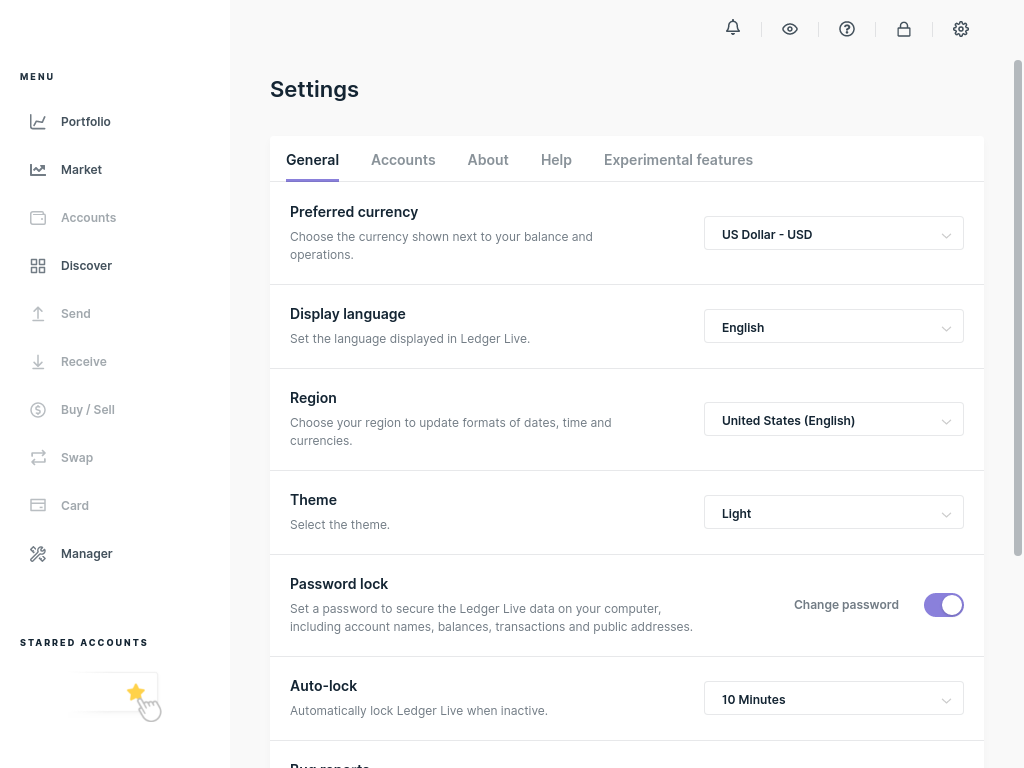 MENU
Portfolio
Market
Accounts
Discover
Send
Receive
Buy / Sell
Swap
Card
Manager
STARRED ACCOUNTS
Settings
General Accounts About Help Experimental features
Preferred currency
Choose the currency shown next to your balance and
operations.
US Dollar - USD
Display language
Set the language displayed in Ledger Live.
English
Region
Choose your region to update formats of dates, time and
currencies.
United States (English)
Theme
Select the theme.
Light
Password lock
Set a password to secure the Ledger Live data on your computer,
including account names, balances, transactions and public addresses.
Change password
Auto-lock
Automatically lock Ledger Live when inactive.
10 Minutes
Bug reports